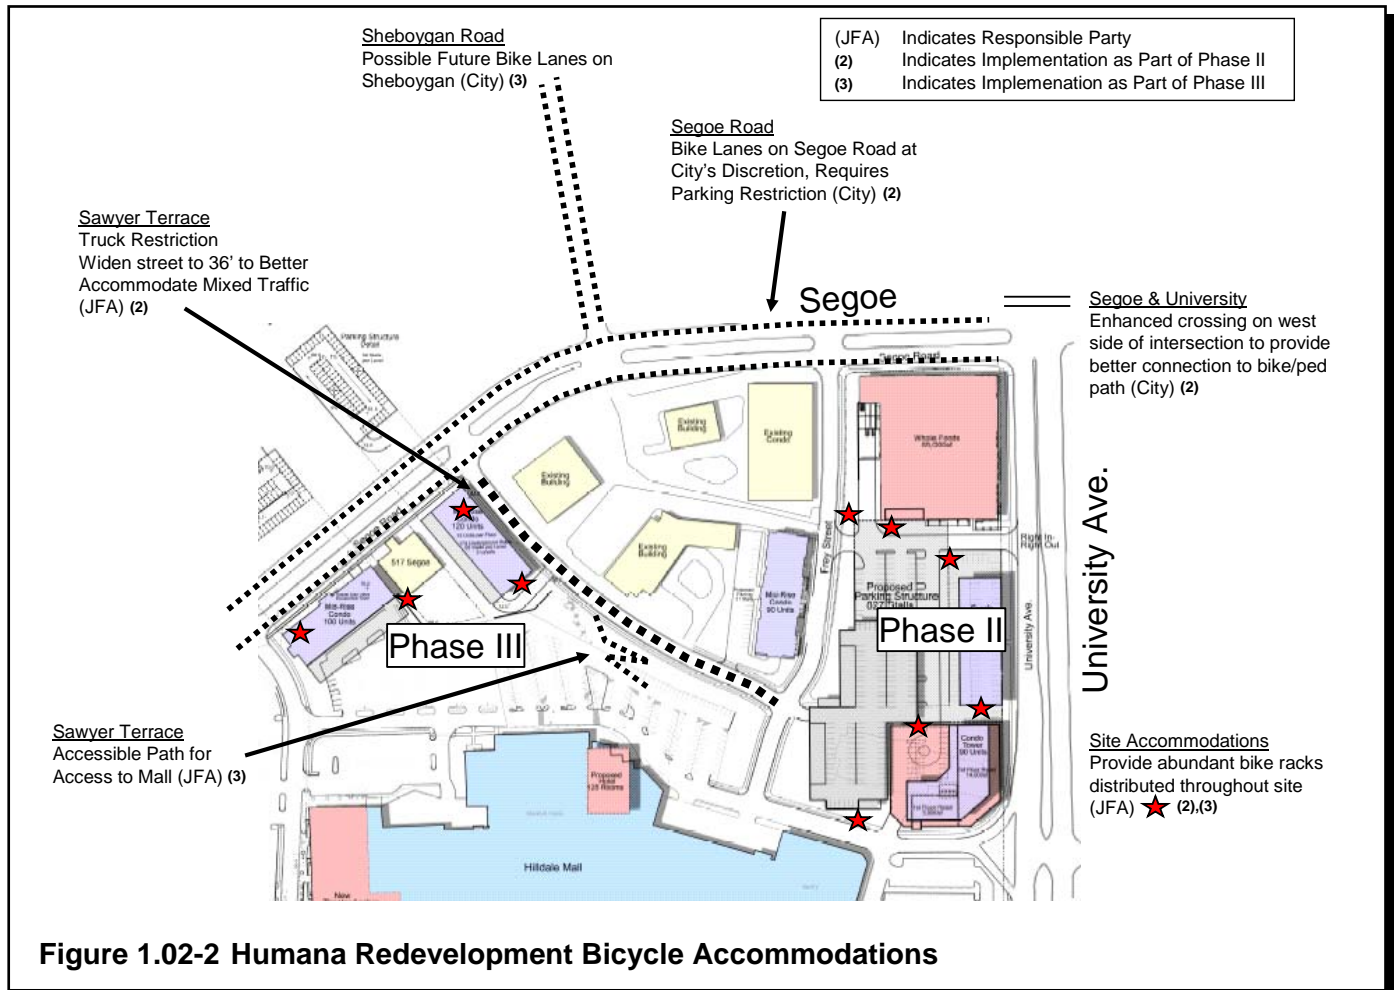 Sheboygan Road
Possible Future Bike Lanes on
Sheboygan (City) (3)
(JFA) Indicates Responsible Party
(2) Indicates Implementation as Part of Phase II
(3) Indicates Implemenation as Part of Phase III
Segoe Road
Bike Lanes on Segoe Road at
City's Discretion, Requires
Parking Restriction (City) (2)
Sawyer Terrace
Truck Restriction
Widen street to 36' to Better
Accommodate Mixed Traffic
(JFA) (2)
Segoe
Segoe & University
Enhanced crossing on west
side of intersection to provide
better connection to bike/ped
path (City) (2)
Parking Structure
Detail
Segoe Road
Whole Foods
Existing
Building
Existing
Condo
Existing
Building
Existing
Building
120 Units
Segoe Road
517 Segoe
Mid-Rise
Condo
100 Units
Mid-Rise
Condo
90 Units
Frey Street
Right In-
Right Out
Proposed
Parking Structure
Phase III
Phase II
University Ave.
University Ave.
Sawyer Terrace
Accessible Path for
Access to Mall (JFA) (3)
Condo
Tower
90 Units
Proposed
Hotel
Hilldale Mall
New
Site Accommodations
Provide abundant bike racks
distributed throughout site
(JFA) (2),(3)
Figure 1.02-2 Humana Redevelopment Bicycle Accommodations